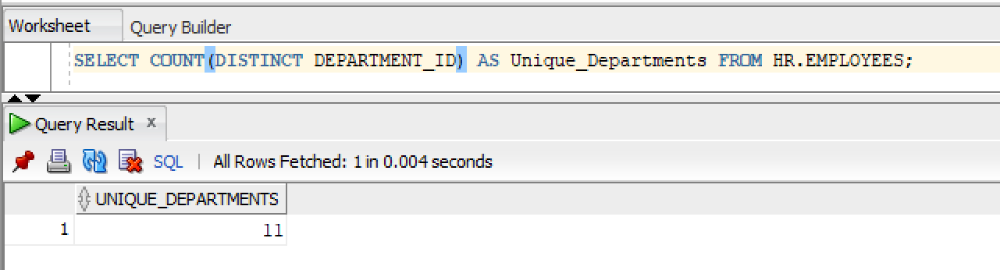 Worksheet Query Builder
SELECT COUNT(DISTINCT DEPARTMENT_ID) AS Unique_Departments FROM HR.EMPLOYEES;
Query Result x
SQL | All Rows Fetched: 1 in 0.004 seconds
UNIQUE_DEPARTMENTS
1 11